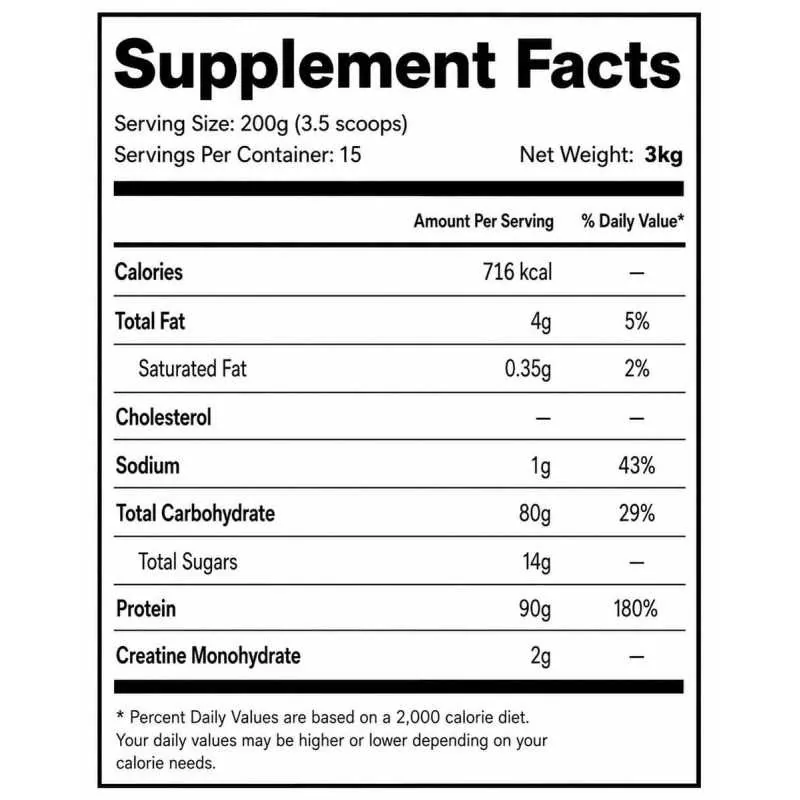 Supplement Facts
Serving Size: 200g (3.5 scoops)
Servings Per Container: 15 Net Weight: 3kg
Amount Per Serving % Daily Value*
Calories 716 kcal —
Total Fat 4g 5%
Saturated Fat 0.35g 2%
Cholesterol — —
Sodium 1g 43%
Total Carbohydrate 80g 29%
Total Sugars 14g —
Protein 90g 180%
Creatine Monohydrate 2g —
* Percent Daily Values are based on a 2,000 calorie diet.
Your daily values may be higher or lower depending on your
calorie needs.